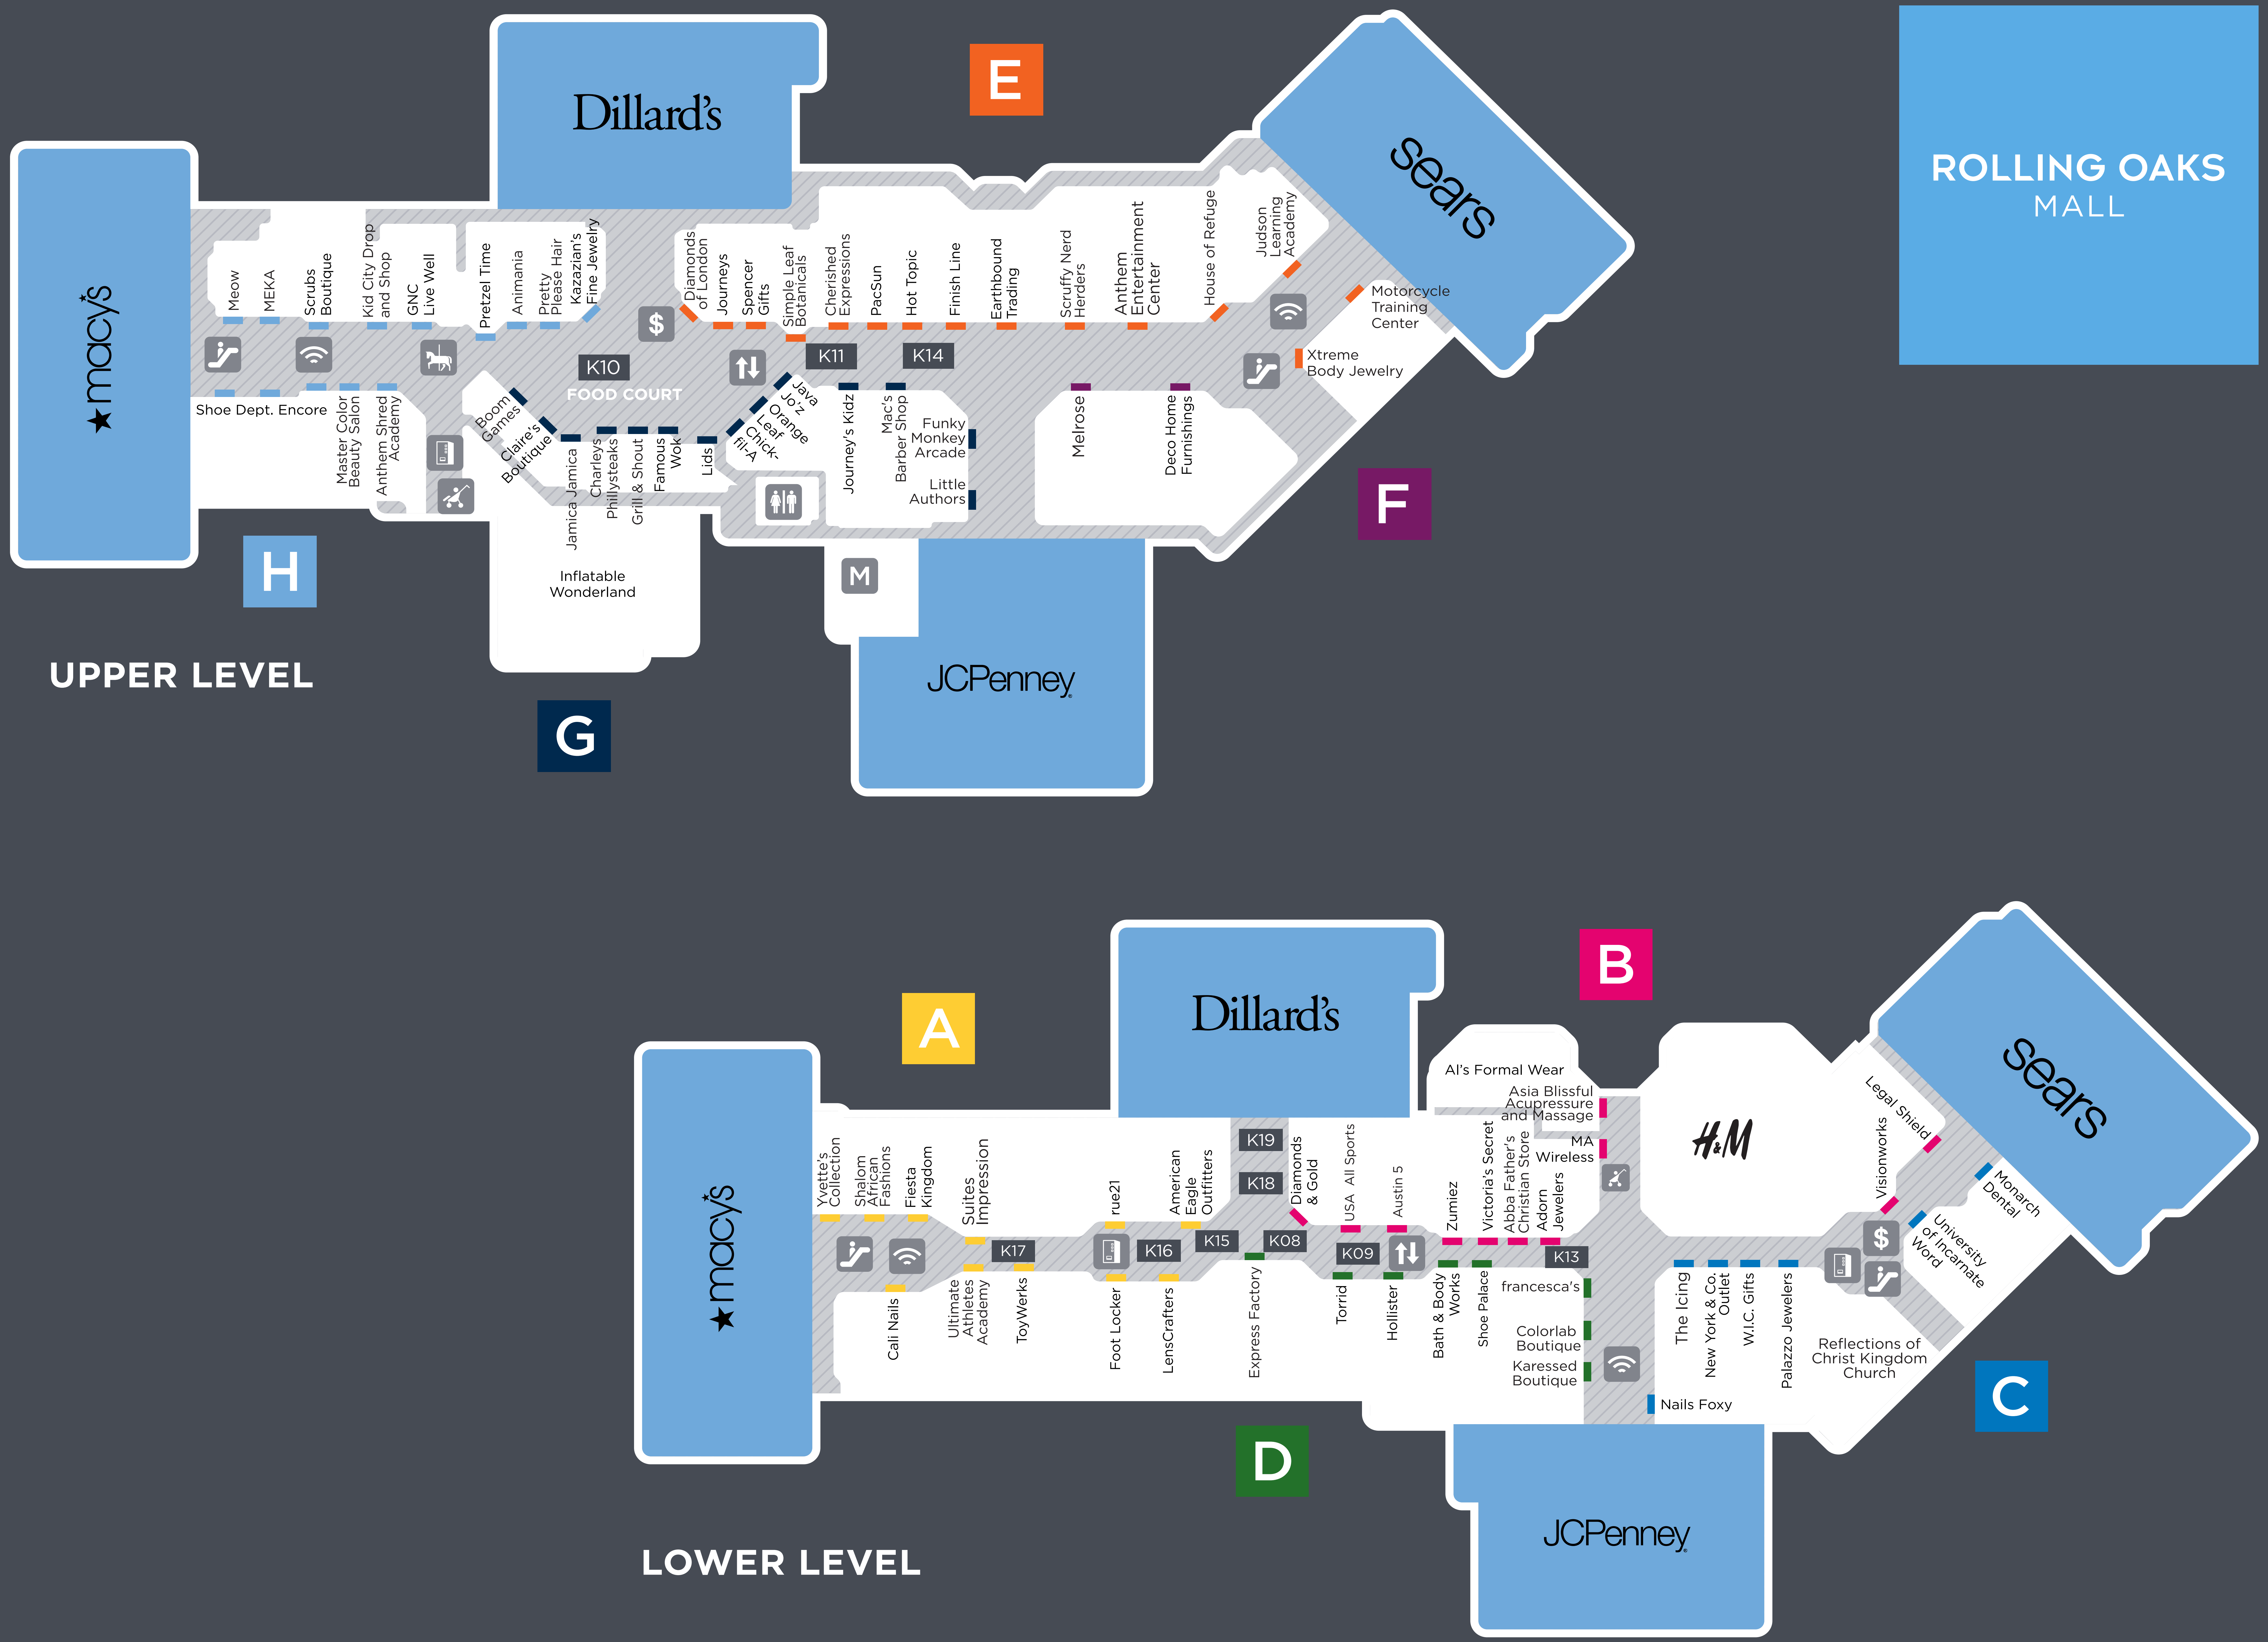 ROLLING OAKS
MALL
Dillard's
E
sears
macy's
Meow
MEKA
Scrubs
Boutique
Kid City Drop
and Shop
GNC
Live Well
Pretzel Time
Animania
Pretty
Please Hair
Kazazian's
Fine Jewelry
Diamonds
of London
Journeys
Spencer
Gifts
Simple Leaf
Botanicals
Cherished
Expressions
PacSun
Hot Topic
Finish Line
Earthbound
Trading
Scruffy Nerd
Herders
Anthem
Entertainment
Center
House of Refuge
Judson
Learning
Academy
Motorcycle
Training
Center
Xtreme
Body Jewelry
$
K10
FOOD COURT
K11
K14
Shoe Dept. Encore
Master Color
Beauty Salon
Anthem Shred
Academy
Boom
Games
Claire's
Boutique
Jamica Jamica
Charleys
Phillysteaks
Grill & Shout
Famous
Wok
Lids
Java
Jo'z
Orange
Leaf
Chick-
fil-A
Journey's Kidz
Mac's
Barber Shop
Funky
Monkey
Arcade
Little
Authors
Melrose
Deco Home
Furnishings
F
H
Inflatable
Wonderland
M
JCPenney
UPPER LEVEL
G
Dillard's
A
B
sears
macy's
Yvette's
Collection
Shalom
African
Fashions
Fiesta
Kingdom
Suites
Impression
rue21
American
Eagle
Outfitters
K19
K18
Diamonds
& Gold
USA All Sports
Austin 5
Al's Formal Wear
Asia Blissful
Acupressure
and Massage
MA
Wireless
Zumiez
Victoria's Secret
Abba Father's
Christian Store
Adorn
Jewelers
H&M
Visionworks
Legal Shield
Monarch
Dental
University
of Incarnate
Word
$
K17
K16
K15
K08
K09
K13
Cali Nails
Ultimate
Athletes
Academy
ToyWerks
Foot Locker
LensCrafters
Express Factory
Torrid
Hollister
Bath & Body
Works
Shoe Palace
francesca's
Colorlab
Boutique
Karessed
Boutique
The Icing
New York & Co.
Outlet
W.I.C. Gifts
Palazzo Jewelers
Reflections of
Christ Kingdom
Church
Nails Foxy
C
D
JCPenney
LOWER LEVEL